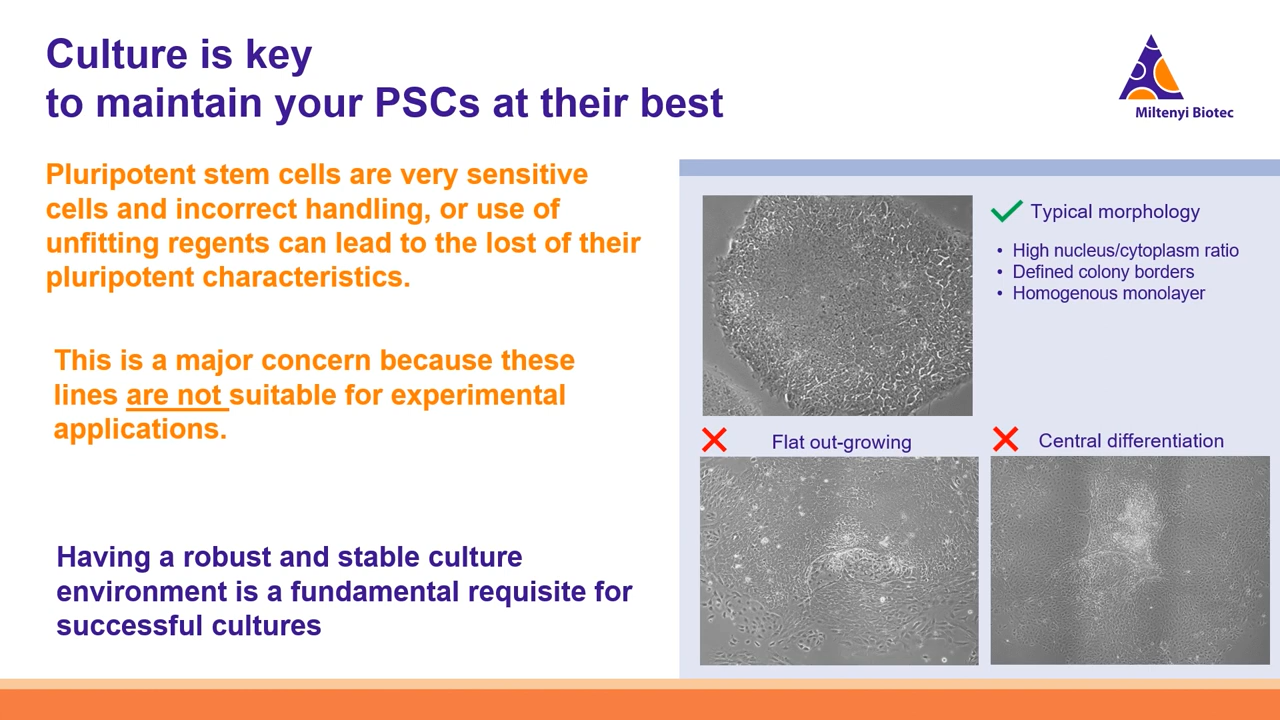 Culture is key
to maintain your PSCs at their best
Miltenyi Biotec
Pluripotent stem cells are very sensitive
cells and incorrect handling, or use of
unfitting regents can lead to the lost of their
pluripotent characteristics.
This is a major concern because these
lines are not suitable for experimental
applications.
Having a robust and stable culture
environment is a fundamental requisite for
successful cultures
Typical morphology
• High nucleus/cytoplasm ratio
• Defined colony borders
• Homogenous monolayer
Flat out-growing
Central differentiation